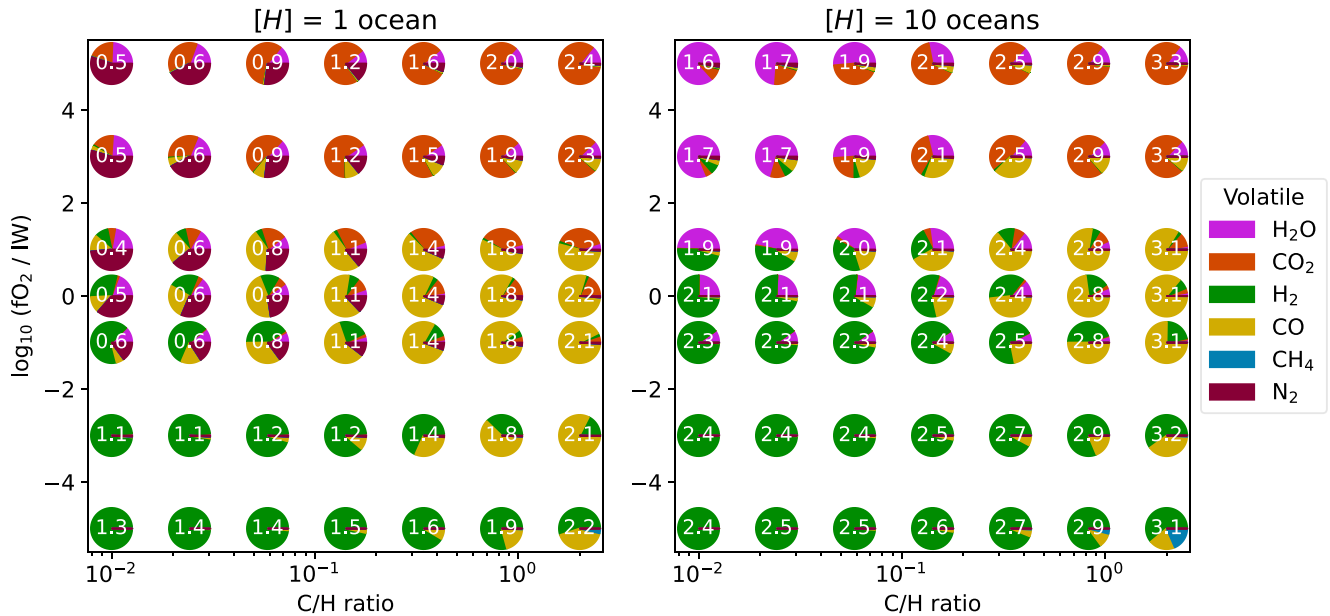 [H] = 1 ocean
[H] = 10 oceans
log₁₀ (fO₂ / IW)
4
2
0
−2
−4
0.5 0.6 0.9 1.2 1.6 2.0 2.4
0.5 0.6 0.9 1.2 1.5 1.9 2.3
0.4 0.6 0.8 1.1 1.4 1.8 2.2
0.5 0.6 0.8 1.1 1.4 1.8 2.2
0.6 0.6 0.8 1.1 1.4 1.8 2.1
1.1 1.1 1.2 1.2 1.4 1.8 2.1
1.3 1.4 1.4 1.5 1.6 1.9 2.2
10⁻² 10⁻¹ 10⁰
C/H ratio
4
2
0
−2
−4
1.6 1.7 1.9 2.1 2.5 2.9 3.3
1.7 1.7 1.9 2.1 2.5 2.9 3.3
1.9 1.9 2.0 2.1 2.4 2.8 3.1
2.1 2.1 2.1 2.2 2.4 2.8 3.1
2.3 2.3 2.3 2.4 2.5 2.8 3.1
2.4 2.4 2.4 2.5 2.7 2.9 3.2
2.4 2.5 2.5 2.6 2.7 2.9 3.1
10⁻² 10⁻¹ 10⁰
C/H ratio
Volatile
H₂O
CO₂
H₂
CO
CH₄
N₂